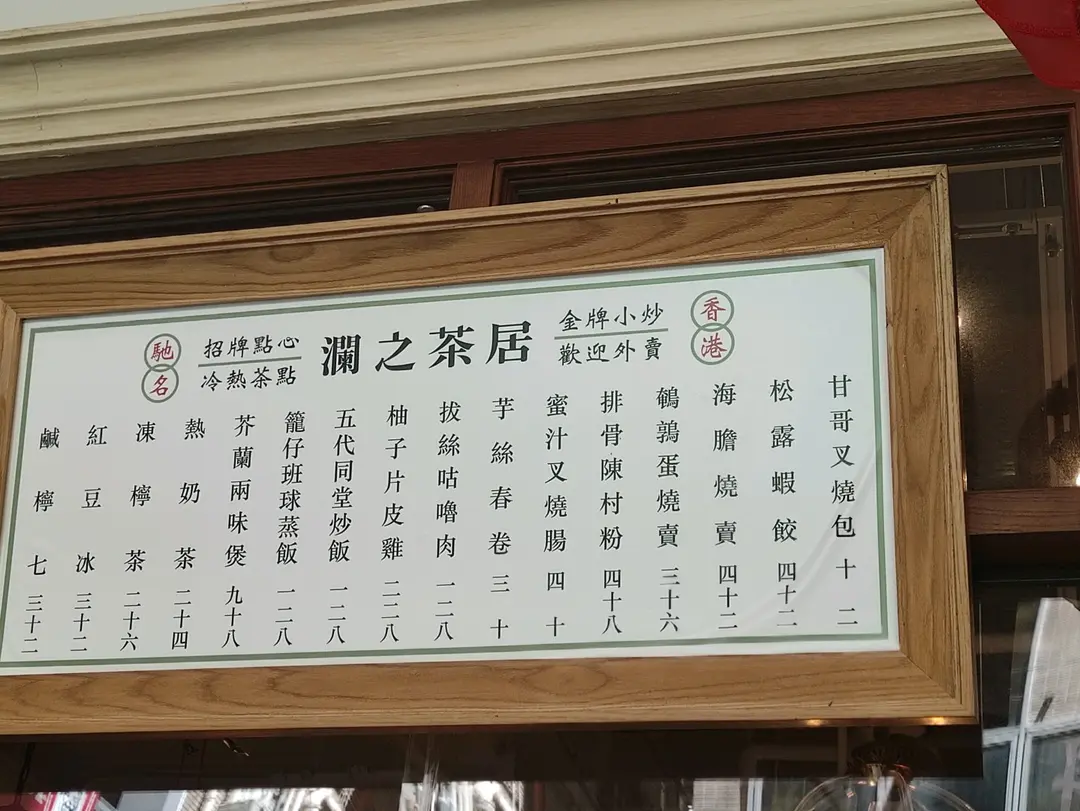 香港
金牌小炒
歡迎外賣
瀾之茶居
招牌點心
冷熱茶點
馳名
甘哥叉燒包十二
松露蝦餃四十二
海膽燒賣四十二
鵪鶉蛋燒賣三十六
排骨陳村粉四十八
蜜汁叉燒腸四十
芋絲春卷三十
拔絲咕嚕肉一二八
柚子片皮雞二二八
五代同堂炒飯一二八
籠仔班球蒸飯一二八
芥蘭兩味煲九十八
熱奶茶二十四
凍檸茶二十六
紅豆冰三十二
鹹檸七三十二